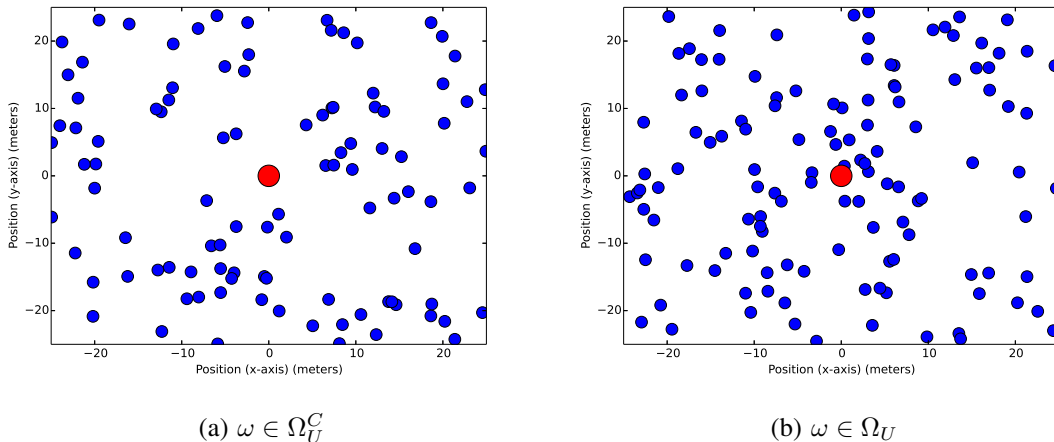 20
10
0
−10
−20
Position (y-axis) (meters)
−20 −10 0 10 20
Position (x-axis) (meters)
(a) ω ∈ Ω_U^C
20
10
0
−10
−20
Position (y-axis) (meters)
−20 −10 0 10 20
Position (x-axis) (meters)
(b) ω ∈ Ω_U